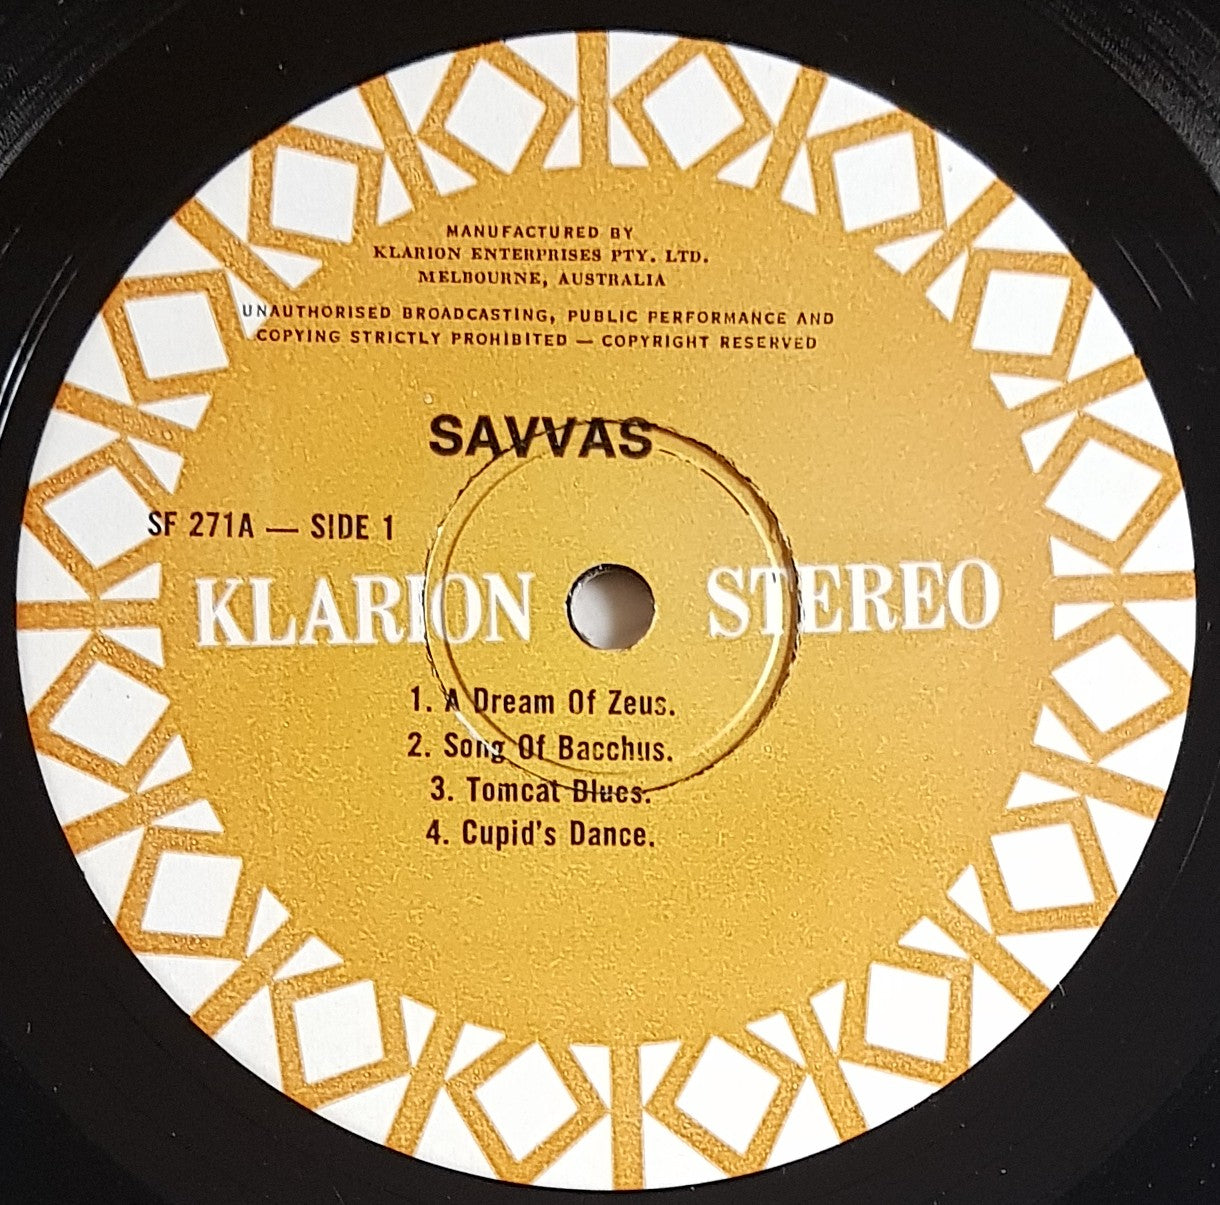 MANUFACTURED BY
KLARION ENTERPRISES PTY. LTD.
MELBOURNE, AUSTRALIA
UNAUTHORISED BROADCASTING, PUBLIC PERFORMANCE AND
COPYING STRICTLY PROHIBITED — COPYRIGHT RESERVED
SAVVAS
SF 271A — SIDE 1
KLARION STEREO
1. A Dream Of Zeus.
2. Song Of Bacchus.
3. Tomcat Blues.
4. Cupid's Dance.